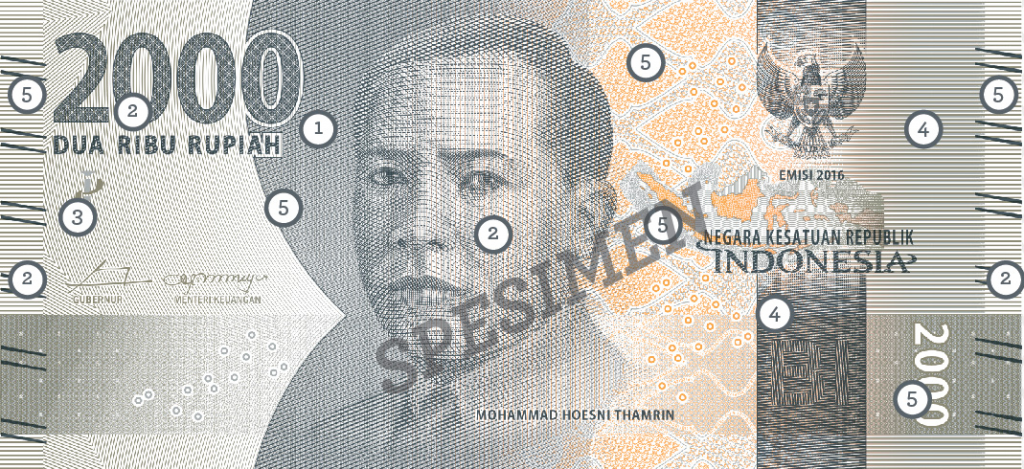 2000
DUA RIBU RUPIAH
5
5
2
1
3
5
2
GUBERNUR
MENTERI KEUANGAN
2
SPESIMEN
MOHAMMAD HOESNI THAMRIN
5
5
EMISI 2016
NEGARA KESATUAN REPUBLIK
INDONESIA
4
4
5
2
2000
5